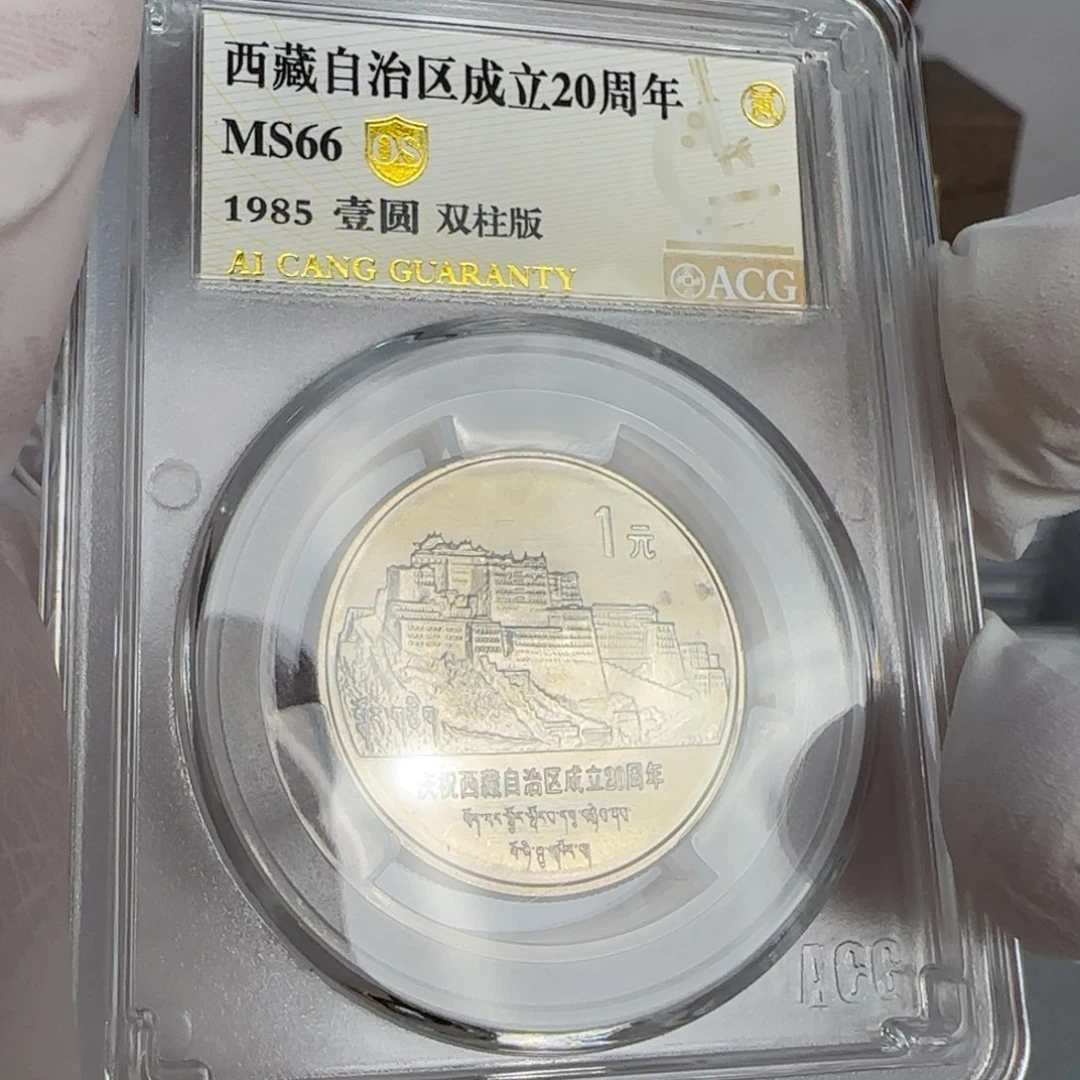 西藏自治区成立20周年
MS66 OS
1985 壹圆 双柱版
AI CANG GUARANTY
ACG
1元
庆祝西藏自治区成立20周年
ACG